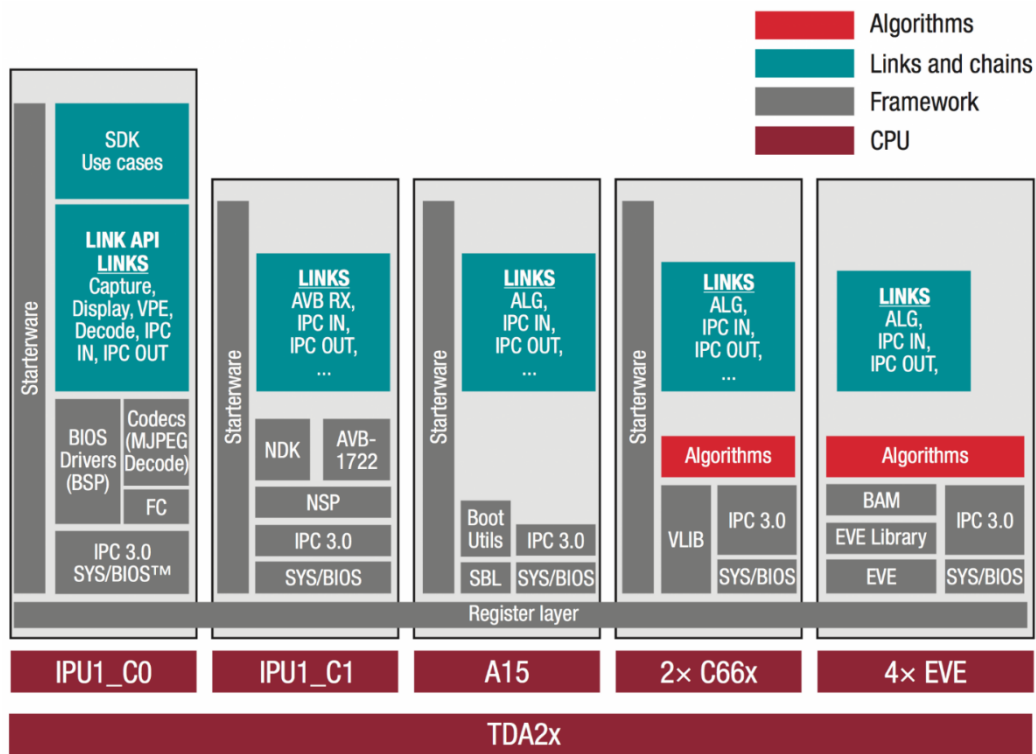 Algorithms
Links and chains
Framework
CPU
Starterware
SDK
Use cases
LINK API
LINKS
Capture,
Display, VPE,
Decode, IPC
IN, IPC OUT
BIOS
Drivers
(BSP)
Codecs
(MJPEG
Decode)
FC
IPC 3.0
SYS/BIOS™
Starterware
LINKS
AVB RX,
IPC IN,
IPC OUT,
...
NDK
AVB-
1722
NSP
IPC 3.0
SYS/BIOS
Starterware
LINKS
ALG,
IPC IN,
IPC OUT,
...
Boot
Utils
IPC 3.0
SBL
SYS/BIOS
Starterware
LINKS
ALG,
IPC IN,
IPC OUT,
...
Algorithms
VLIB
IPC 3.0
SYS/BIOS
LINKS
ALG,
IPC IN,
IPC OUT,
Algorithms
BAM
EVE Library
EVE
IPC 3.0
SYS/BIOS
Register layer
IPU1_C0
IPU1_C1
A15
2× C66x
4× EVE
TDA2x